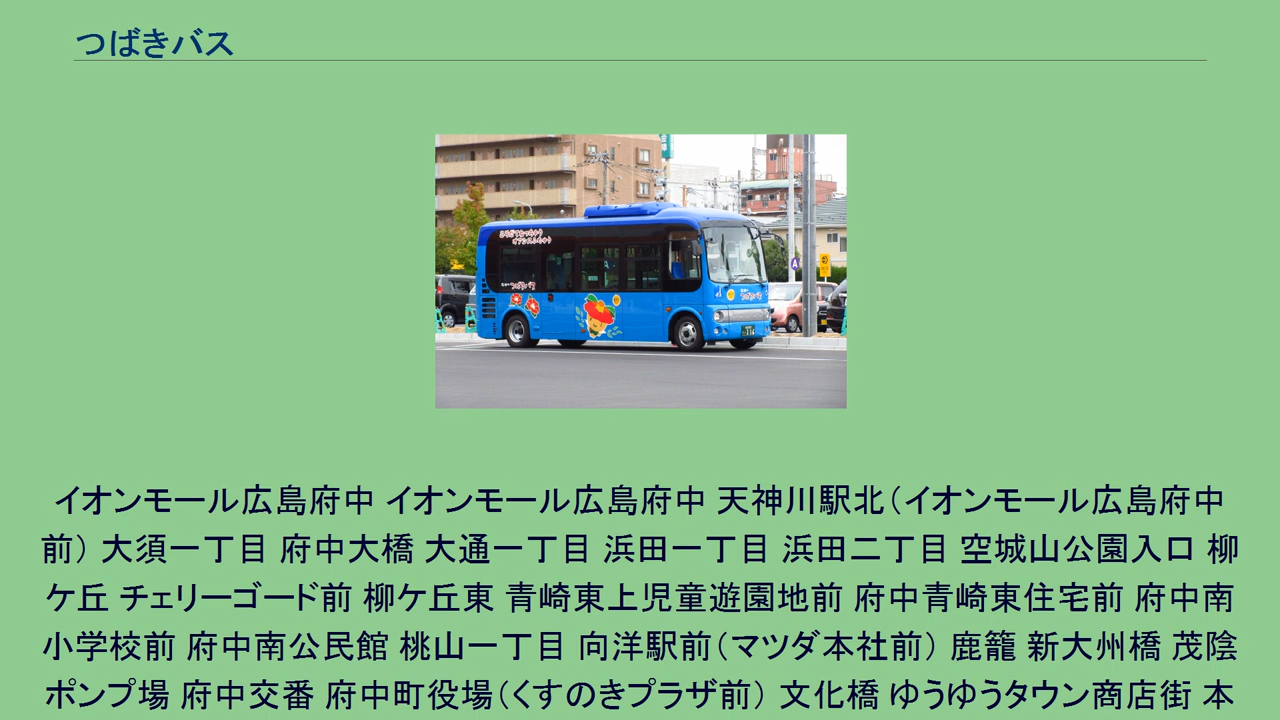 つばきバス
A
イオンモール広島府中 イオンモール広島府中 天神川駅北（イオンモール広島府中
前） 大須一丁目 府中大橋 大通一丁目 浜田一丁目 浜田二丁目 空城山公園入口 柳
ケ丘 チェリーゴード前 柳ケ丘東 青崎東上児童遊園地前 府中青崎東住宅前 府中南
小学校前 府中南公民館 桃山一丁目 向洋駅前（マツダ本社前） 鹿籠 新大州橋 茂陰
ポンプ場 府中交番 府中町役場（くすのきプラザ前） 文化橋 ゆうゆうタウン商店街 本